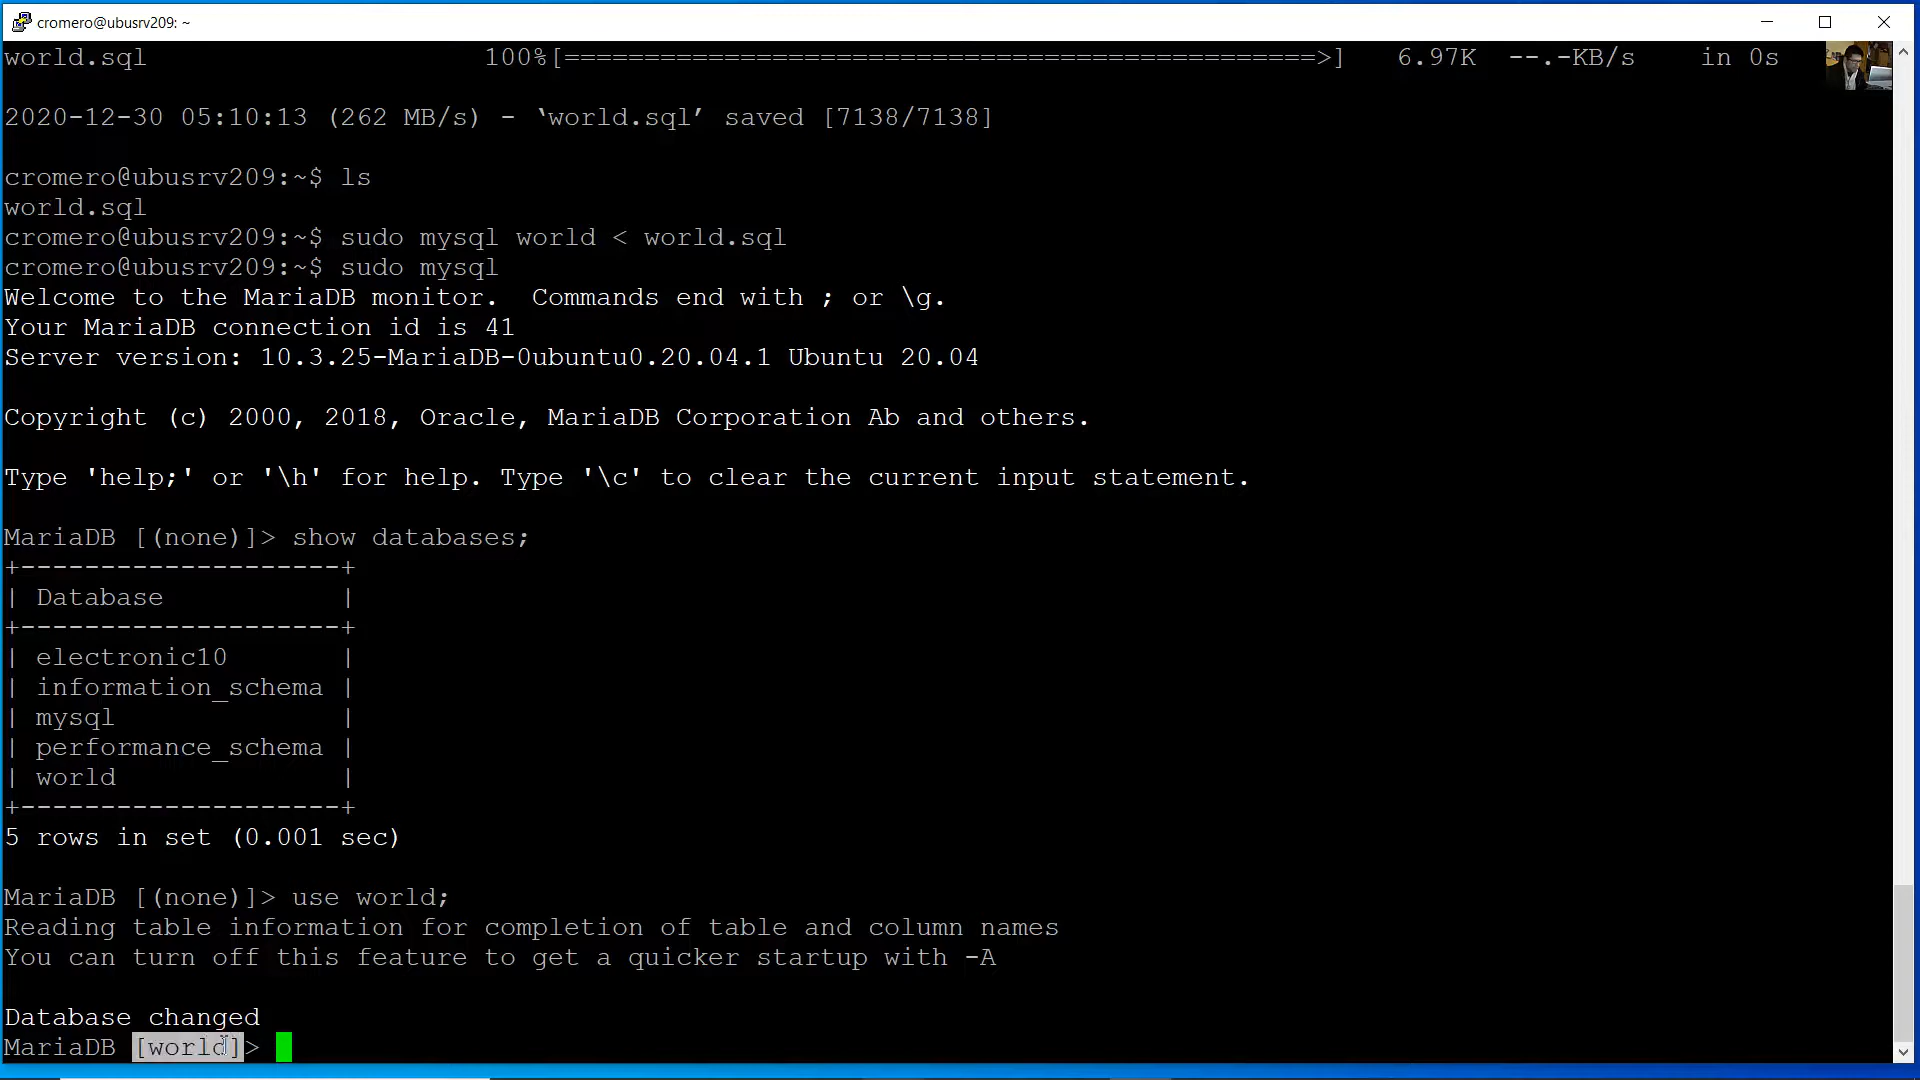 cromero@ubusrv209: ~
world.sql 100%[===============================================>] 6.97K --.-KB/s in 0s
2020-12-30 05:10:13 (262 MB/s) - ‘world.sql’ saved [7138/7138]
cromero@ubusrv209:~$ ls
world.sql
cromero@ubusrv209:~$ sudo mysql world < world.sql
cromero@ubusrv209:~$ sudo mysql
Welcome to the MariaDB monitor.  Commands end with ; or \g.
Your MariaDB connection id is 41
Server version: 10.3.25-MariaDB-0ubuntu0.20.04.1 Ubuntu 20.04
Copyright (c) 2000, 2018, Oracle, MariaDB Corporation Ab and others.
Type 'help;' or '\h' for help. Type '\c' to clear the current input statement.
MariaDB [(none)]> show databases;
+--------------------+
| Database           |
+--------------------+
| electronic10       |
| information_schema |
| mysql              |
| performance_schema |
| world              |
+--------------------+
5 rows in set (0.001 sec)
MariaDB [(none)]> use world;
Reading table information for completion of table and column names
You can turn off this feature to get a quicker startup with -A
Database changed
MariaDB [world]>